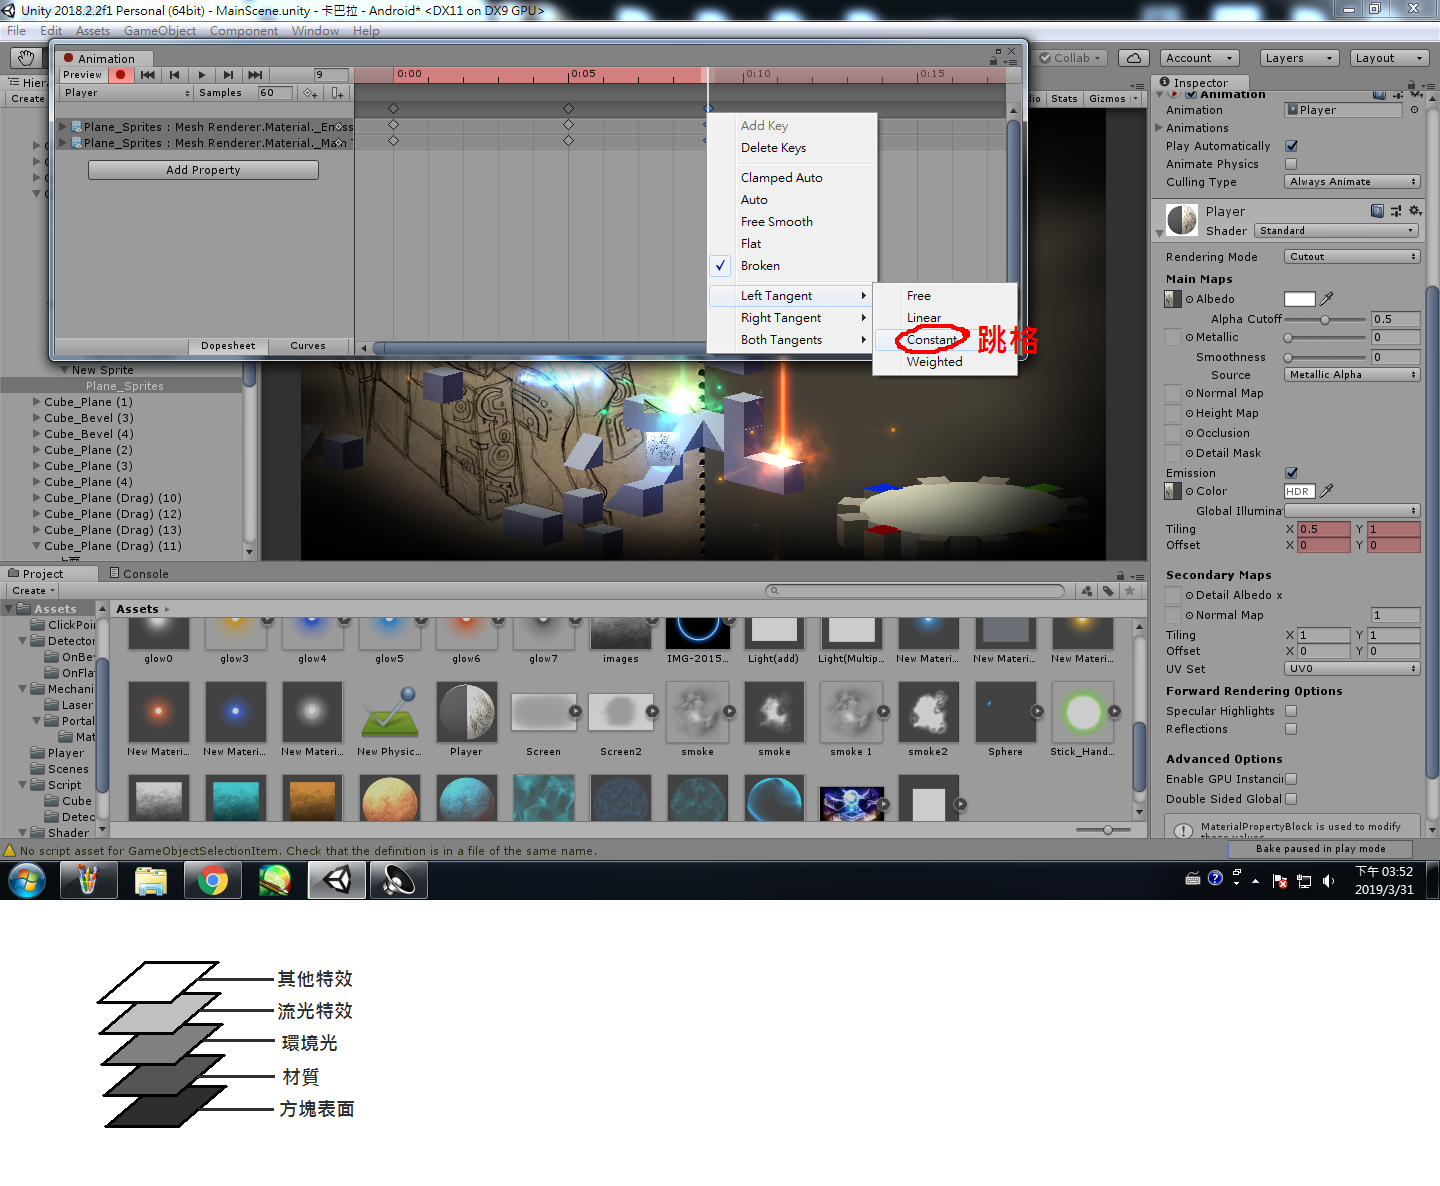 Unity 2018.2.2f1 Personal (64bit) - MainScene.unity - 卡巴拉 - Android* <DX11 on DX9 GPU>
File Edit Assets GameObject Component Window Help
Collab Account Layers Layout
Animation
Preview 9 0:00 0:05 0:10 0:15
Player Samples 60
Plane_Sprites : Mesh Renderer.Material._Emiss
Plane_Sprites : Mesh Renderer.Material._Main
Add Property
Dopesheet Curves
Add Key
Delete Keys
Clamped Auto
Auto
Free Smooth
Flat
Broken
Left Tangent
Right Tangent
Both Tangents
Free
Linear
Constant 跳格
Weighted
Create
Stats Gizmos
New Sprite
Plane_Sprites
Cube_Plane (1)
Cube_Bevel (3)
Cube_Bevel (4)
Cube_Plane (2)
Cube_Plane (3)
Cube_Plane (4)
Cube_Plane (Drag) (10)
Cube_Plane (Drag) (12)
Cube_Plane (Drag) (13)
Cube_Plane (Drag) (11)
Inspector
Animation
Animation Player
Animations
Play Automatically
Animate Physics
Culling Type Always Animate
Player
Shader Standard
Rendering Mode Cutout
Main Maps
Albedo
Alpha Cutoff 0.5
Metallic 0
Smoothness 0
Source Metallic Alpha
Normal Map
Height Map
Occlusion
Detail Mask
Emission
Color HDR
Global Illumina
Tiling X 0.5 Y 1
Offset X 0 Y 0
Secondary Maps
Detail Albedo x
Normal Map 1
Tiling X 1 Y 1
Offset X 0 Y 0
UV Set UV0
Forward Rendering Options
Specular Highlights
Reflections
Advanced Options
Enable GPU Instancin
Double Sided Global
MaterialPropertyBlock is used to modify
Bake paused in play mode
Project Console
Create
Assets
ClickPoin
Detector
OnBe
OnFla
Mechani
Laser
Portal
Mat
Player
Scenes
Script
Cube
Detec
Shader
Assets
glow0 glow3 glow4 glow5 glow6 glow7 images IMG-2015... Light(add) Light(Multip... New Materi... New Materi... New Materi...
New Materi... New Materi... New Materi... New Physic... Player Screen Screen2 smoke smoke smoke 1 smoke2 Sphere Stick_Hand...
No script asset for GameObjectSelectionItem. Check that the definition is in a file of the same name.
下午 03:52
2019/3/31
其他特效
流光特效
環境光
材質
方塊表面